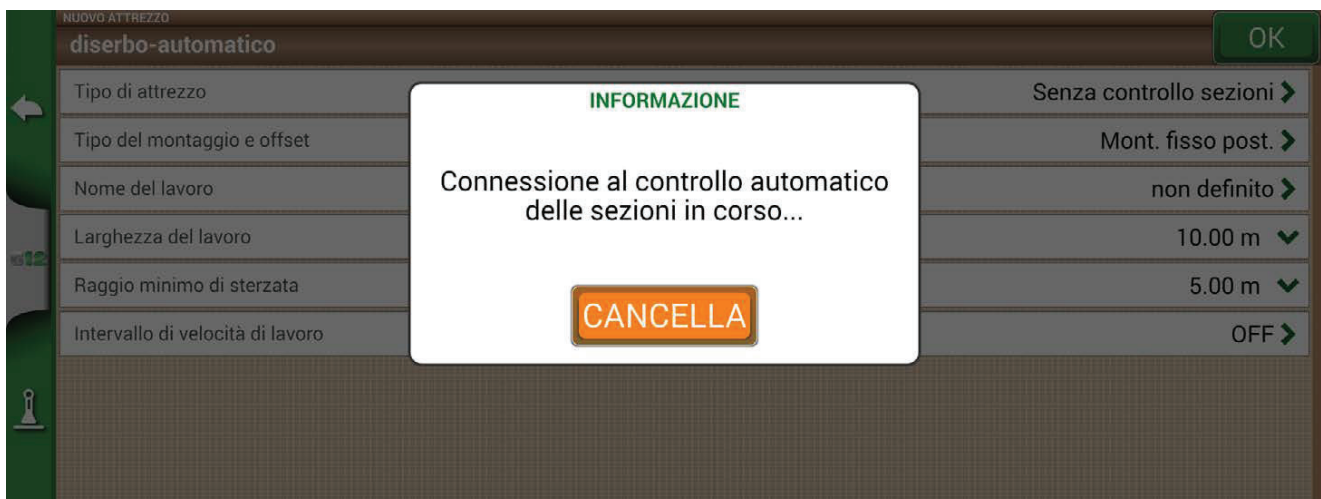 NUOVO ATTREZZO
diserbo-automatico
OK
Tipo di attrezzo
Senza controllo sezioni
Tipo del montaggio e offset
Mont. fisso post.
Nome del lavoro
non definito
Larghezza del lavoro
10.00 m
Raggio minimo di sterzata
5.00 m
Intervallo di velocità di lavoro
OFF
INFORMAZIONE
Connessione al controllo automatico
delle sezioni in corso...
CANCELLA